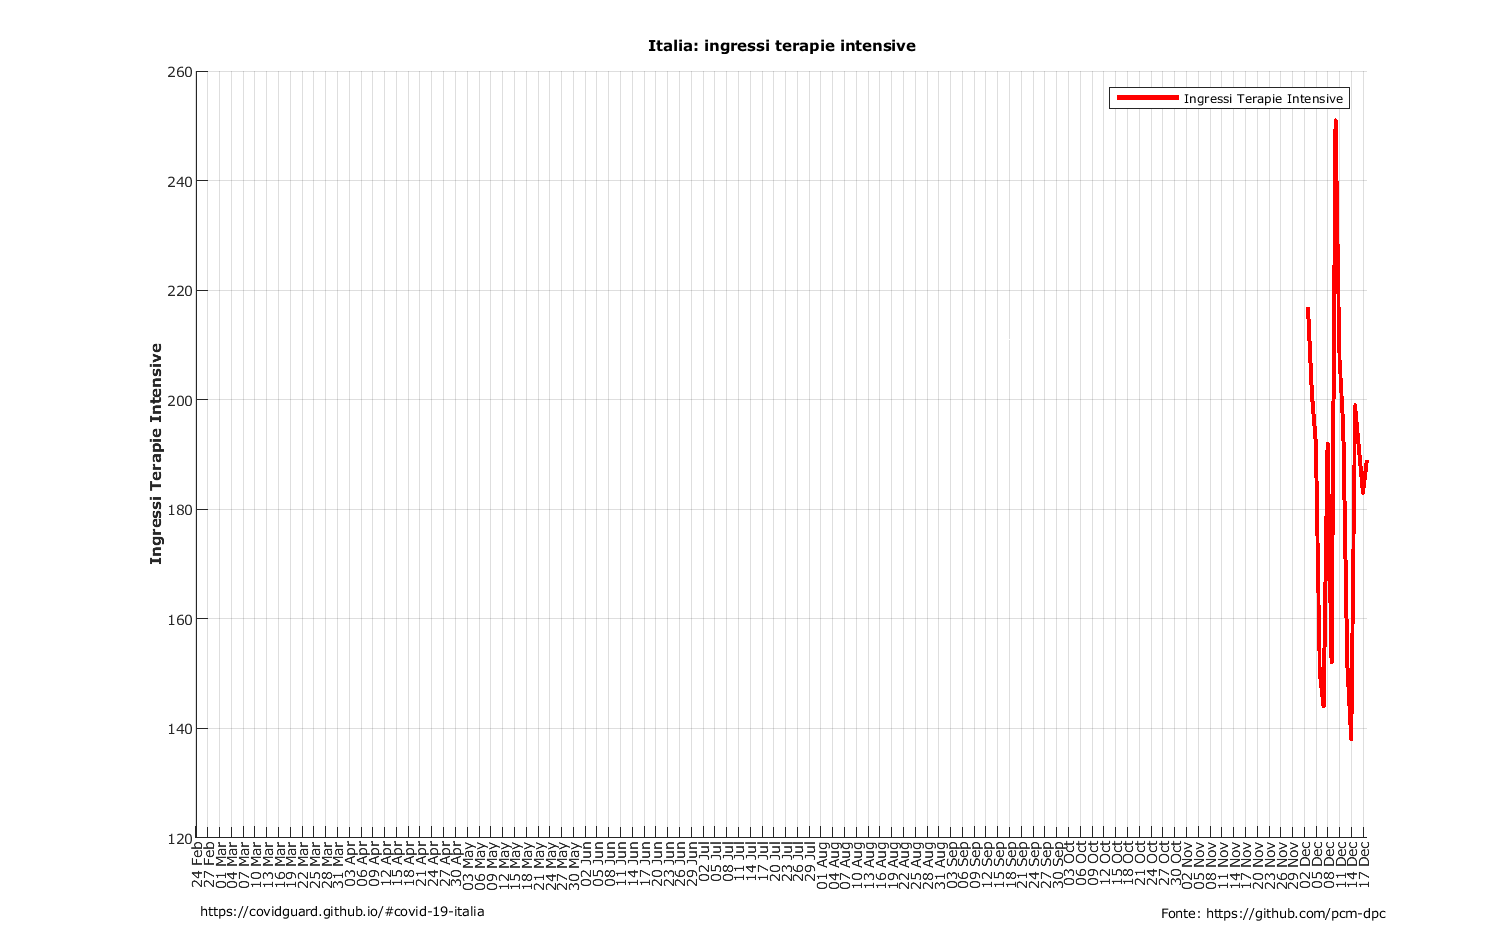 Italia: ingressi terapie intensive
Ingressi Terapie Intensive
260
240
220
200
180
160
140
120
Ingressi Terapie Intensive
24 Feb
27 Feb
01 Mar
04 Mar
07 Mar
10 Mar
13 Mar
16 Mar
19 Mar
22 Mar
25 Mar
28 Mar
31 Mar
03 Apr
06 Apr
09 Apr
12 Apr
15 Apr
18 Apr
21 Apr
24 Apr
27 Apr
30 Apr
03 May
06 May
09 May
12 May
15 May
18 May
21 May
24 May
27 May
30 May
02 Jun
05 Jun
08 Jun
11 Jun
14 Jun
17 Jun
20 Jun
23 Jun
26 Jun
29 Jun
02 Jul
05 Jul
08 Jul
11 Jul
14 Jul
17 Jul
20 Jul
23 Jul
26 Jul
29 Jul
01 Aug
04 Aug
07 Aug
10 Aug
13 Aug
16 Aug
19 Aug
22 Aug
25 Aug
28 Aug
31 Aug
03 Sep
06 Sep
09 Sep
12 Sep
15 Sep
18 Sep
21 Sep
24 Sep
27 Sep
30 Sep
03 Oct
06 Oct
09 Oct
12 Oct
15 Oct
18 Oct
21 Oct
24 Oct
27 Oct
30 Oct
02 Nov
05 Nov
08 Nov
11 Nov
14 Nov
17 Nov
20 Nov
23 Nov
26 Nov
29 Nov
02 Dec
05 Dec
08 Dec
11 Dec
14 Dec
17 Dec
https://covidguard.github.io/#covid-19-italia
Fonte: https://github.com/pcm-dpc